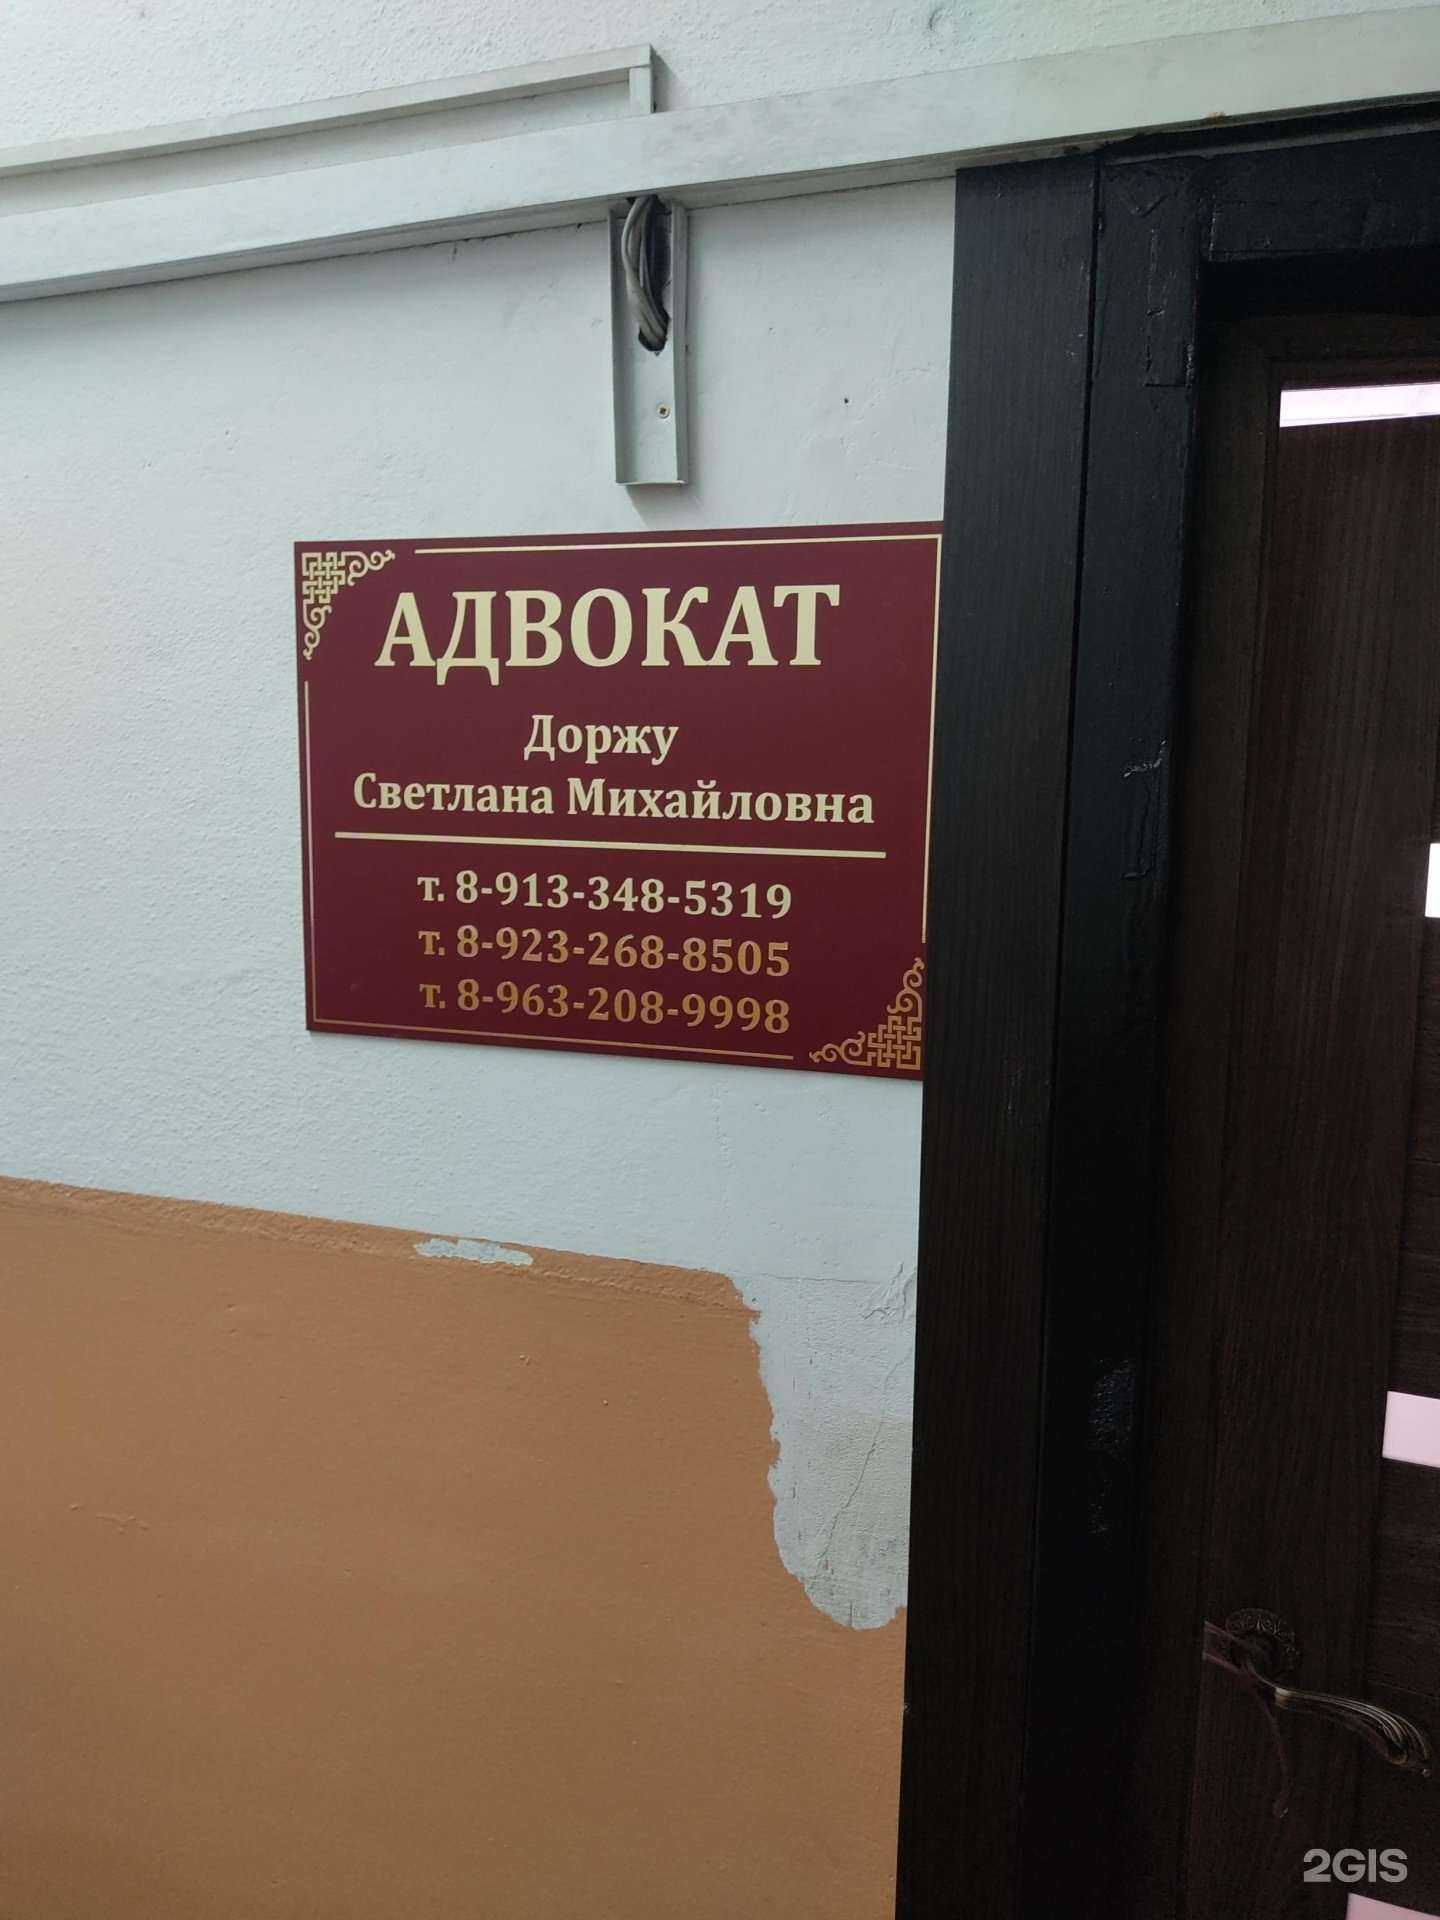 АДВОКАТ
Доржу
Светлана Михайловна
т. 8-913-348-5319
т. 8-923-268-8505
т. 8-963-208-9998
2GIS